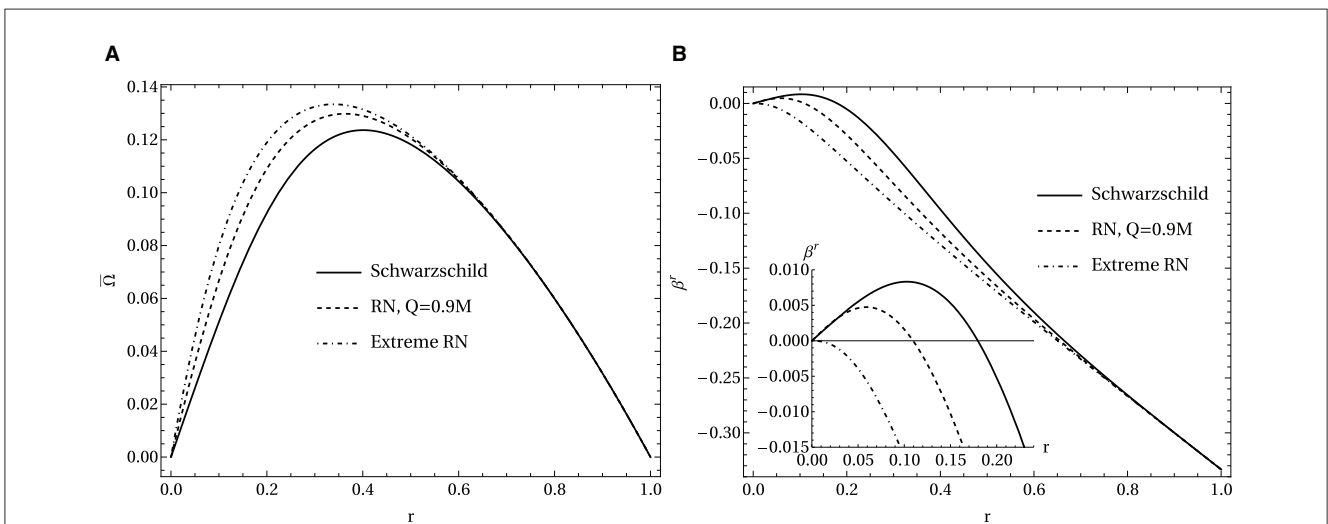 A
0.14
0.12
0.10
0.08
0.06
0.04
0.02
0.00
Ω̅
Schwarzschild
RN, Q=0.9M
Extreme RN
0.0 0.2 0.4 0.6 0.8 1.0
r
B
0.00
−0.05
−0.10
−0.15
−0.20
−0.25
−0.30
βʳ
Schwarzschild
RN, Q=0.9M
Extreme RN
βʳ
0.010
0.005
0.000
−0.005
−0.010
−0.015
0.00 0.05 0.10 0.15 0.20
r
0.0 0.2 0.4 0.6 0.8 1.0
r